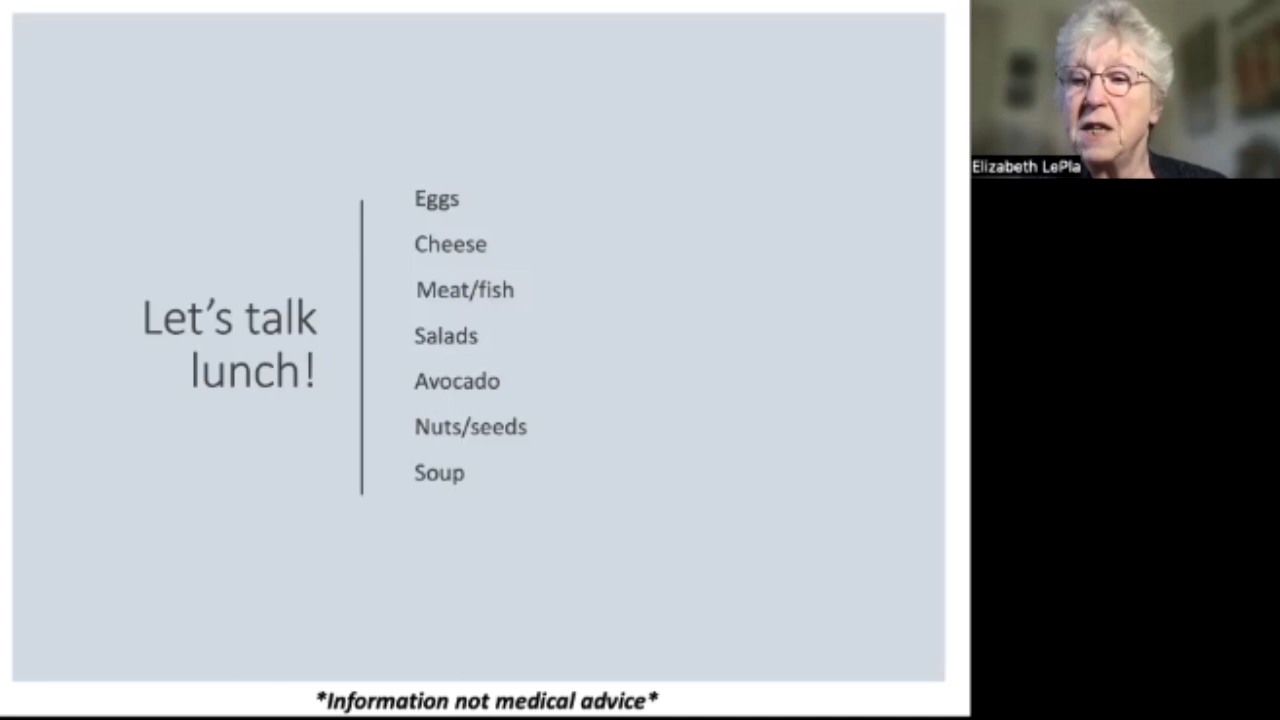 Let's talk
lunch!
Eggs
Cheese
Meat/fish
Salads
Avocado
Nuts/seeds
Soup
*Information not medical advice*
Elizabeth LePla